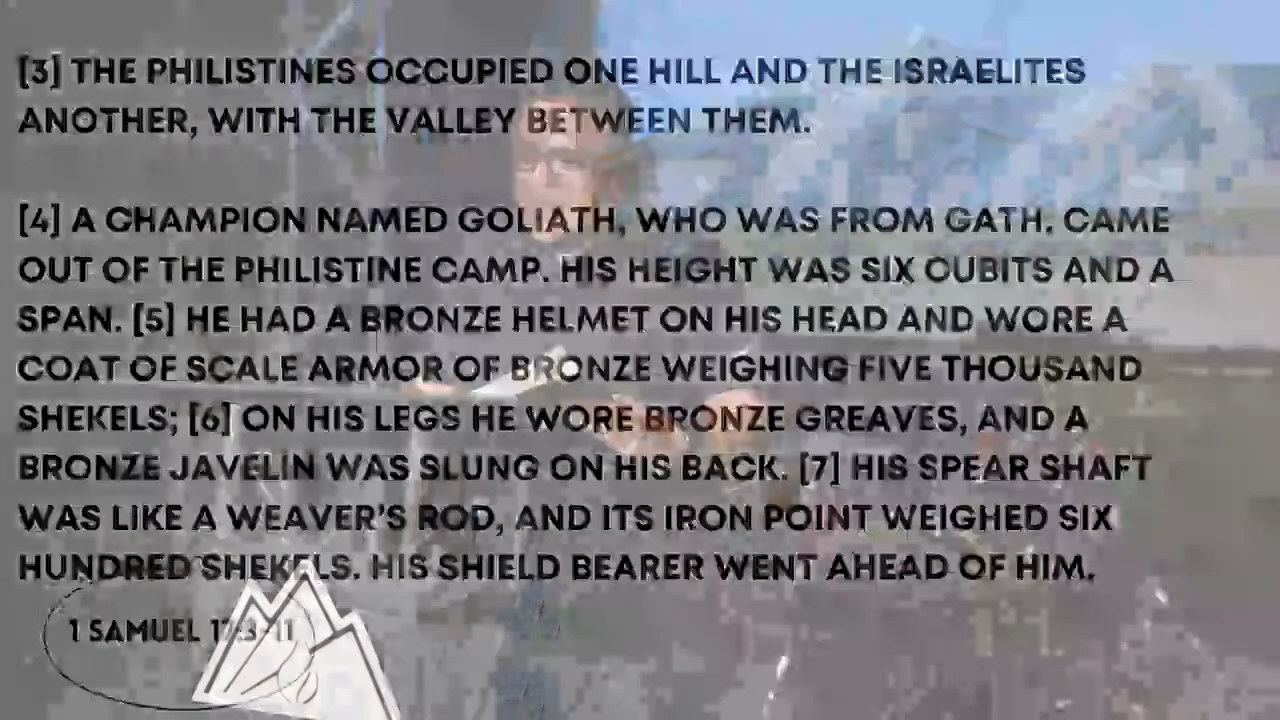 [3] THE PHILISTINES OCCUPIED ONE HILL AND THE ISRAELITES
ANOTHER, WITH THE VALLEY BETWEEN THEM.
[4] A CHAMPION NAMED GOLIATH, WHO WAS FROM GATH, CAME
OUT OF THE PHILISTINE CAMP. HIS HEIGHT WAS SIX CUBITS AND A
SPAN. [5] HE HAD A BRONZE HELMET ON HIS HEAD AND WORE A
COAT OF SCALE ARMOR OF BRONZE WEIGHING FIVE THOUSAND
SHEKELS; [6] ON HIS LEGS HE WORE BRONZE GREAVES, AND A
BRONZE JAVELIN WAS SLUNG ON HIS BACK. [7] HIS SPEAR SHAFT
WAS LIKE A WEAVER'S ROD, AND ITS IRON POINT WEIGHED SIX
HUNDRED SHEKELS. HIS SHIELD BEARER WENT AHEAD OF HIM.
1 SAMUEL 17:3-11